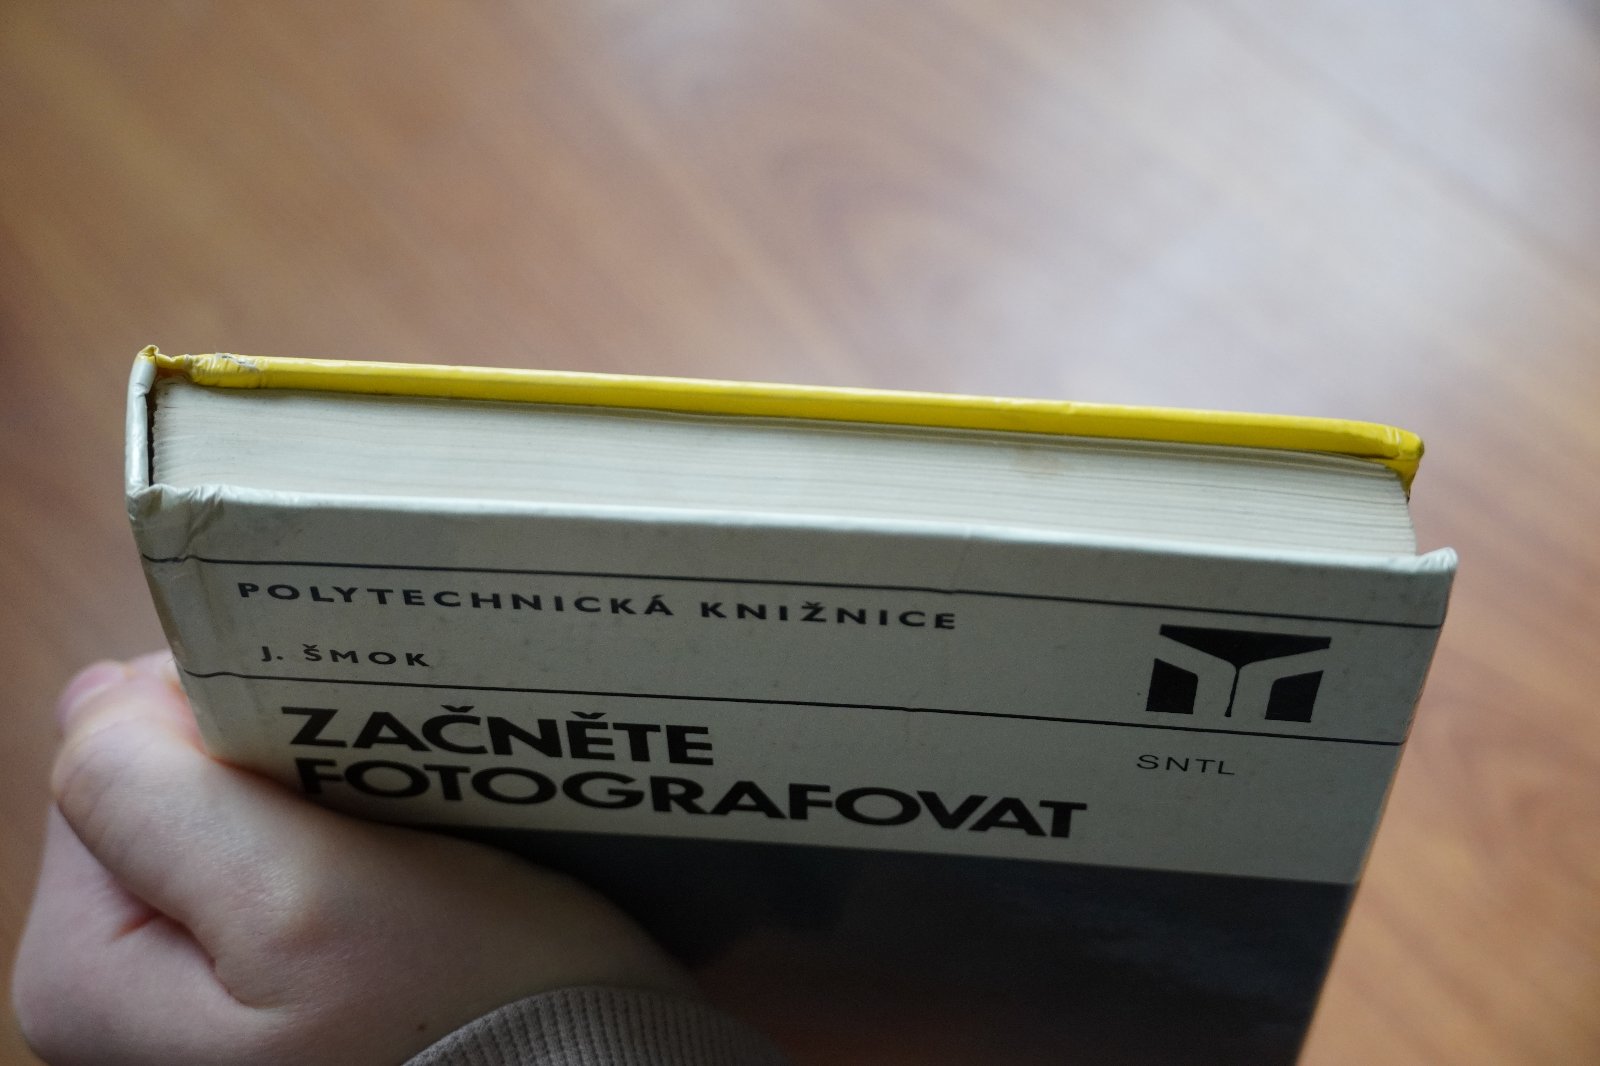 POLYTECHNICKÁ KNIŽNICE
J. ŠMOK
ZAČNĚTE
FOTOGRAFOVAT
SNTL